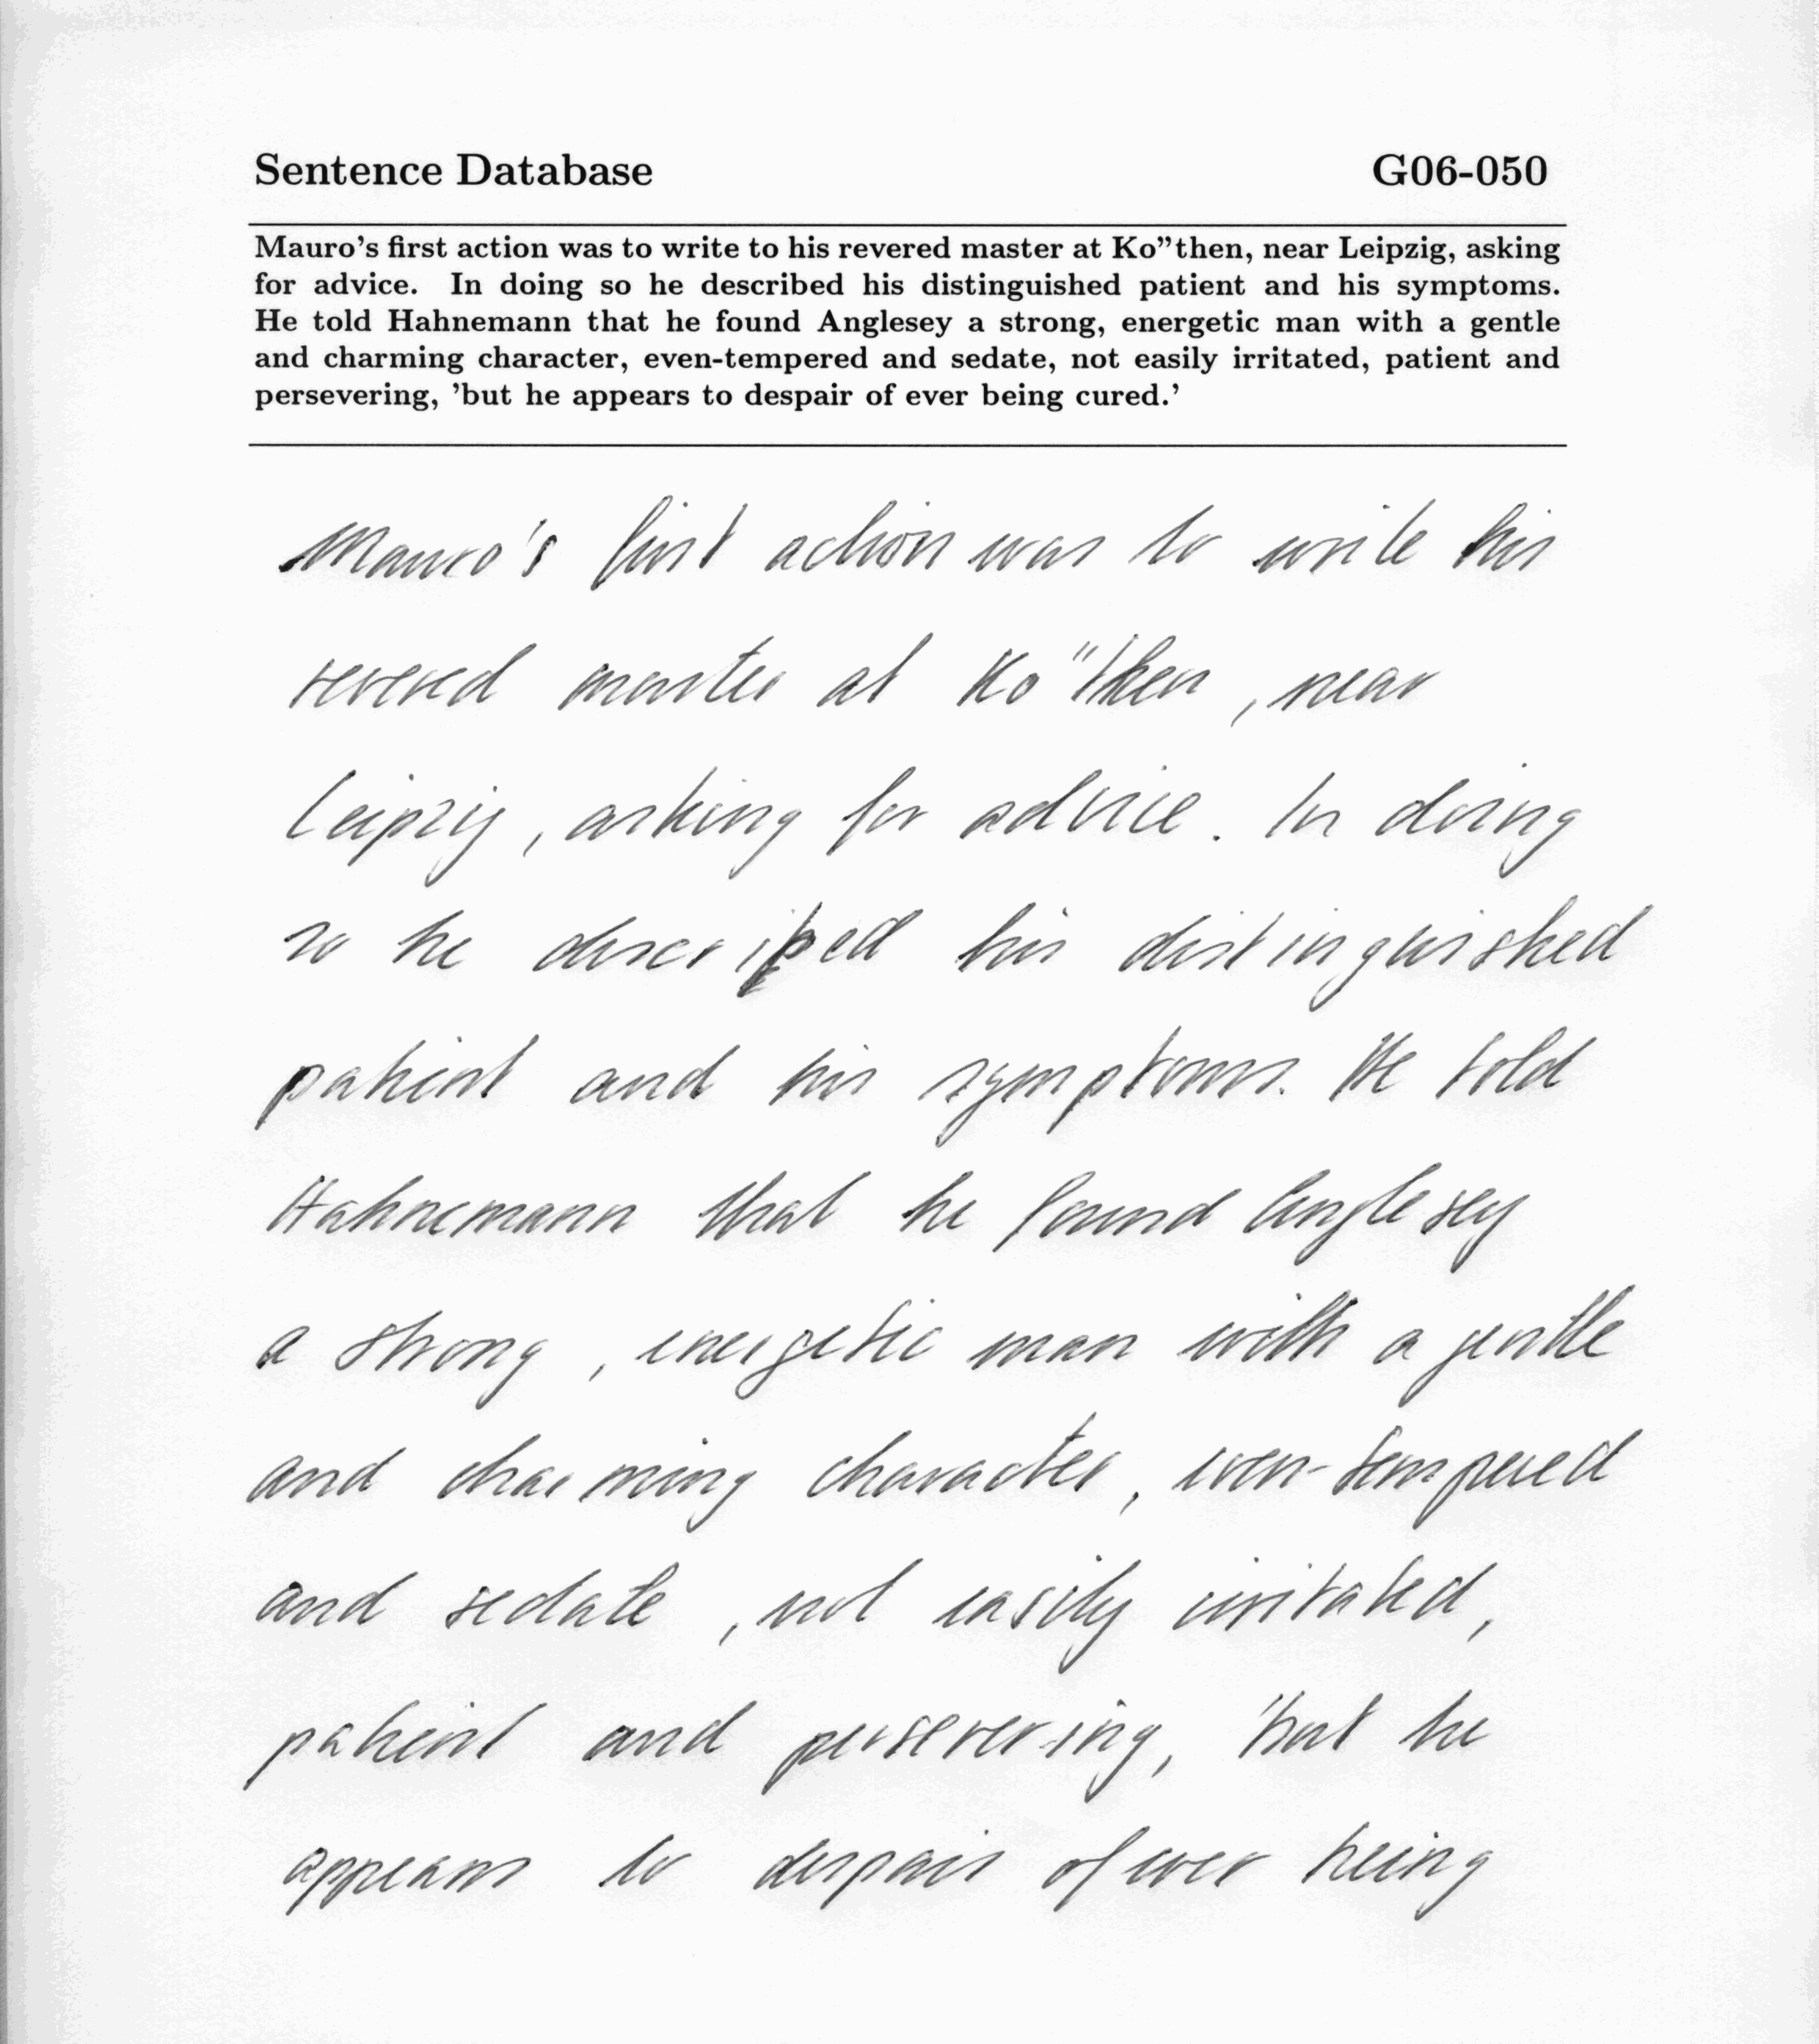 Sentence Database G06-050
Mauro's first action was to write to his revered master at Ko"then, near Leipzig, asking
for advice. In doing so he described his distinguished patient and his symptoms.
He told Hahnemann that he found Anglesey a strong, energetic man with a gentle
and charming character, even-tempered and sedate, not easily irritated, patient and
persevering, 'but he appears to despair of ever being cured.'
Mauro's first action was to write his
revered master at Ko"then, near
Leipzig, asking for advice. In doing
so he descriped his distinguished
patient and his symptoms. He told
Hahnemann that he found Anglesey
a strong, energetic man with a gentle
and charming character, even-tempered
and sedate, not easily irritated,
patient and persevering, 'but he
appears to despair of ever being